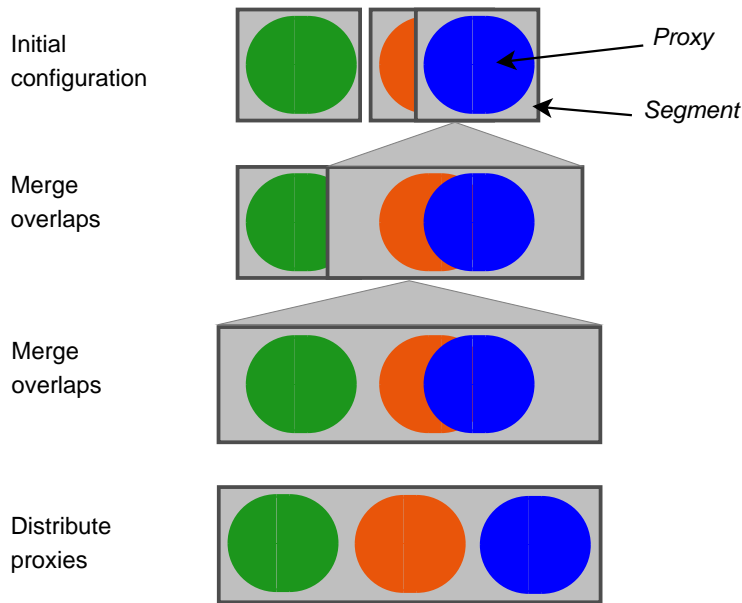 Initial
configuration
Proxy
Segment
Merge
overlaps
Merge
overlaps
Distribute
proxies